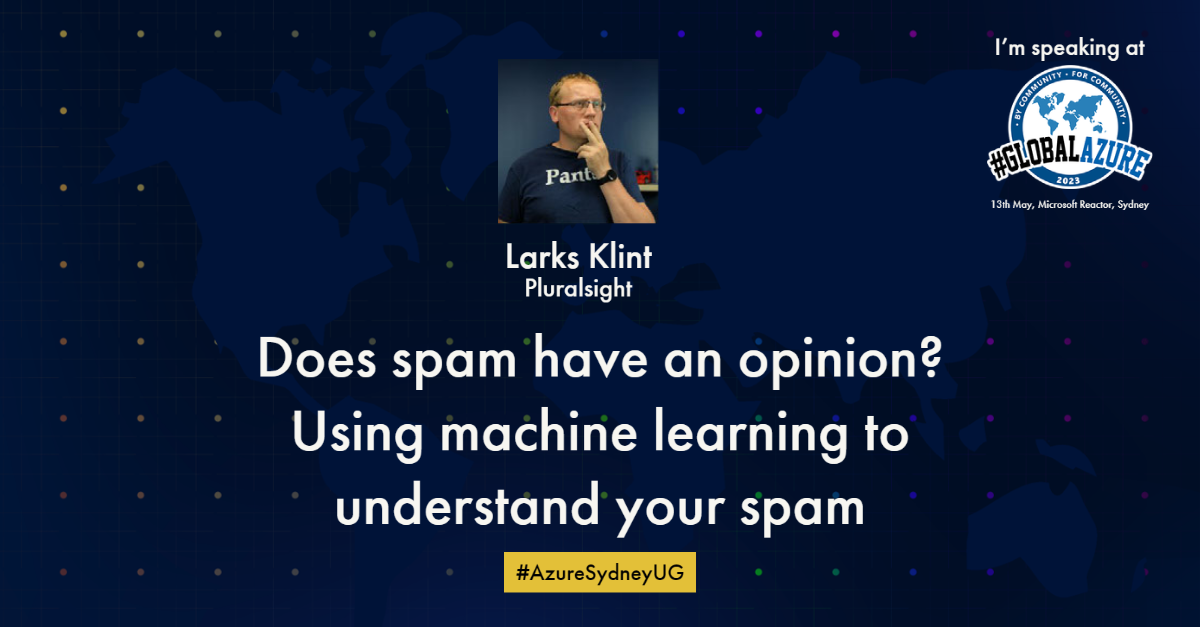 I'm speaking at
BY COMMUNITY • FOR COMMUNITY
#GLOBALAZURE
2023
13th May, Microsoft Reactor, Sydney
Pants
Larks Klint
Pluralsight
Does spam have an opinion?
Using machine learning to
understand your spam
#AzureSydneyUG